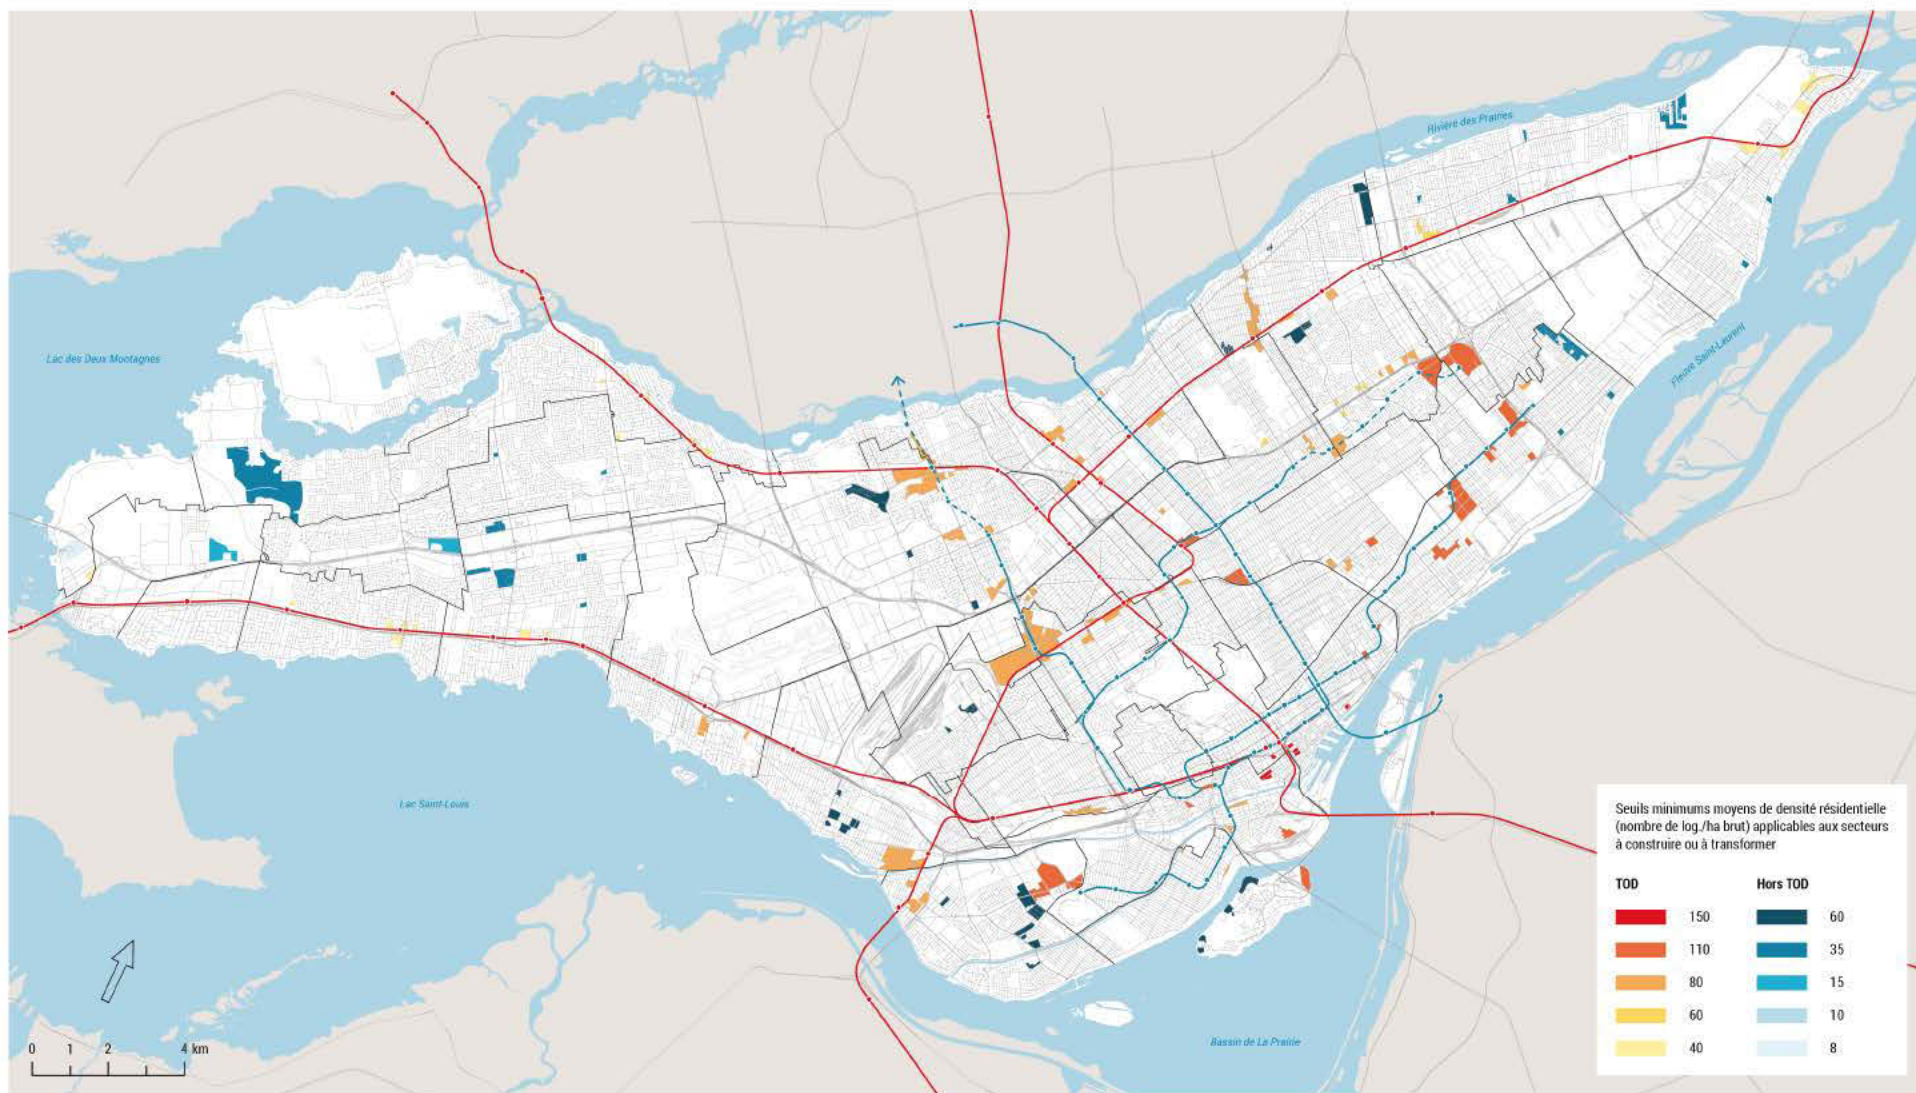 Rivière des Prairies
Lac des Deux Montagnes
Fleuve Saint-Laurent
Lac Saint-Louis
Bassin de La Prairie
0 1 2 4 km
Seuils minimums moyens de densité résidentielle
(nombre de log./ha brut) applicables aux secteurs
à construire ou à transformer
TOD Hors TOD
150 60
110 35
80 15
60 10
40 8